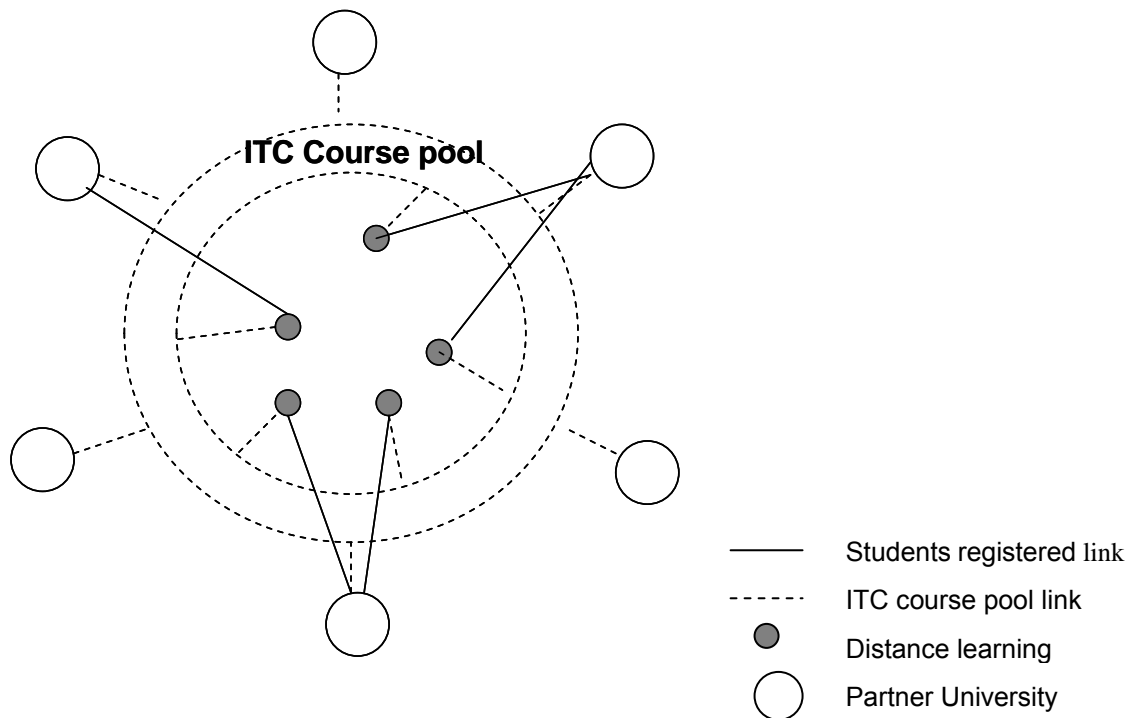 ITC Course pool
Students registered link
ITC course pool link
Distance learning
Partner University